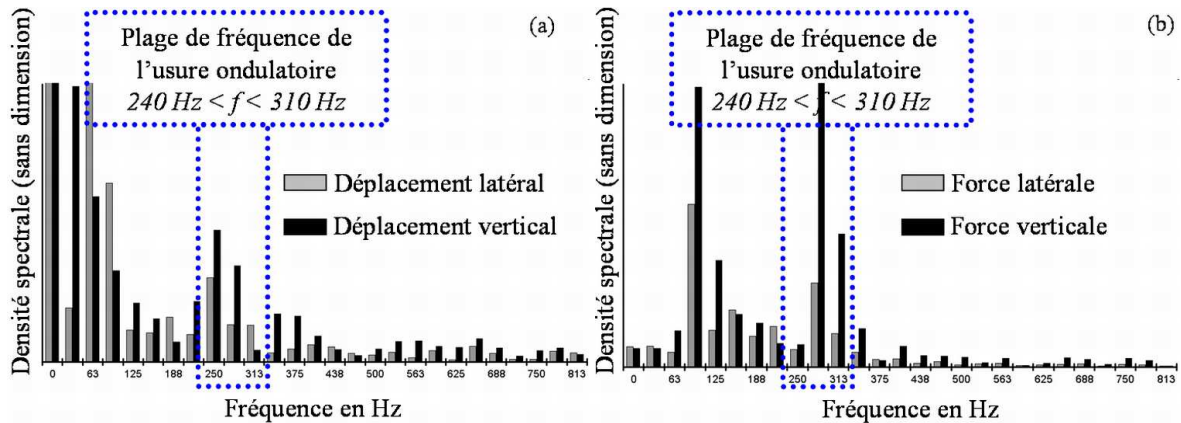 (a)
Plage de fréquence de
l'usure ondulatoire
240 Hz < f < 310 Hz
Densité spectrale (sans dimension)
Déplacement latéral
Déplacement vertical
0 63 125 188 250 313 375 438 500 563 625 688 750 813
Fréquence en Hz
(b)
Plage de fréquence de
l'usure ondulatoire
240 Hz < f < 310 Hz
Densité spectrale (sans dimension)
Force latérale
Force verticale
0 63 125 188 250 313 375 438 500 563 625 688 750 813
Fréquence en Hz